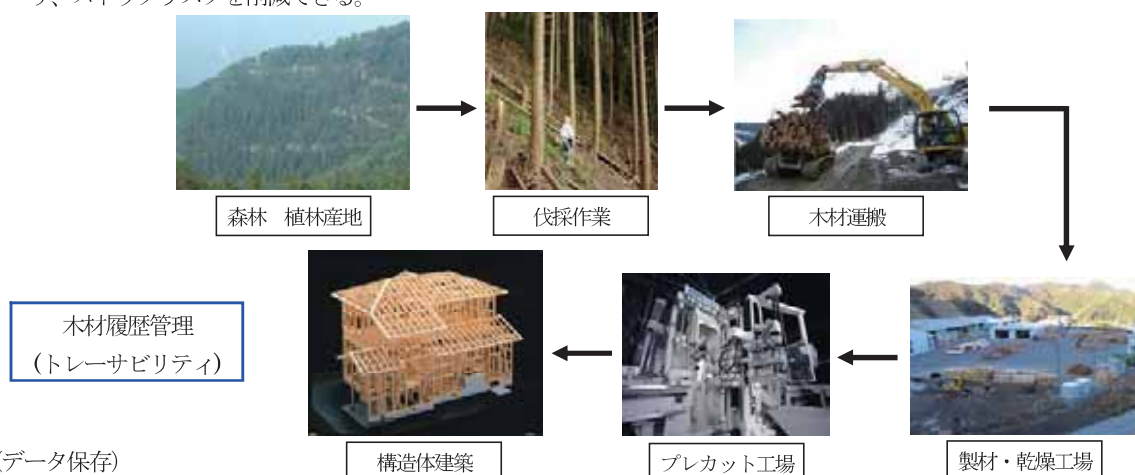 森林　植林産地
伐採作業
木材運搬
木材履歴管理
(トレーサビリティ)
構造体建築
プレカット工場
製材・乾燥工場
(データ保存)